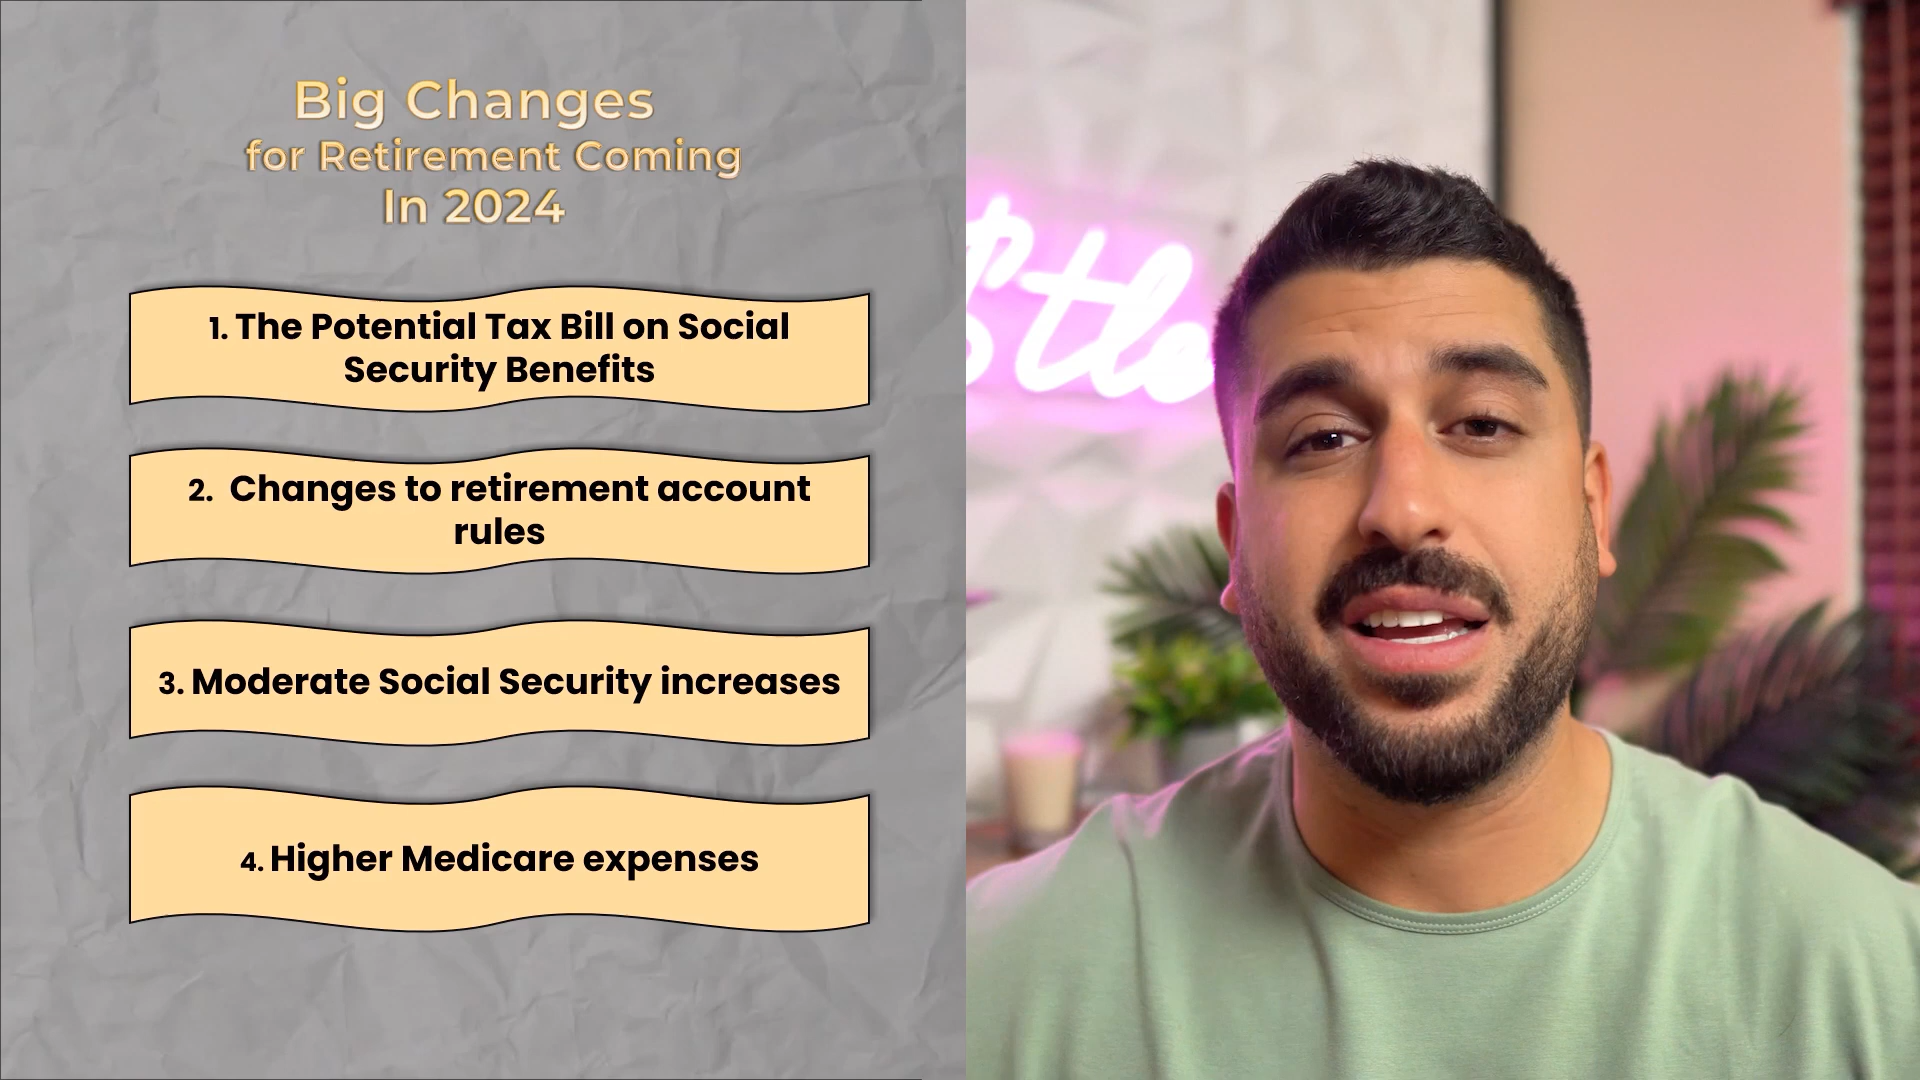 Big Changes
for Retirement Coming
In 2024
1. The Potential Tax Bill on Social
Security Benefits
2. Changes to retirement account
rules
3. Moderate Social Security increases
4. Higher Medicare expenses